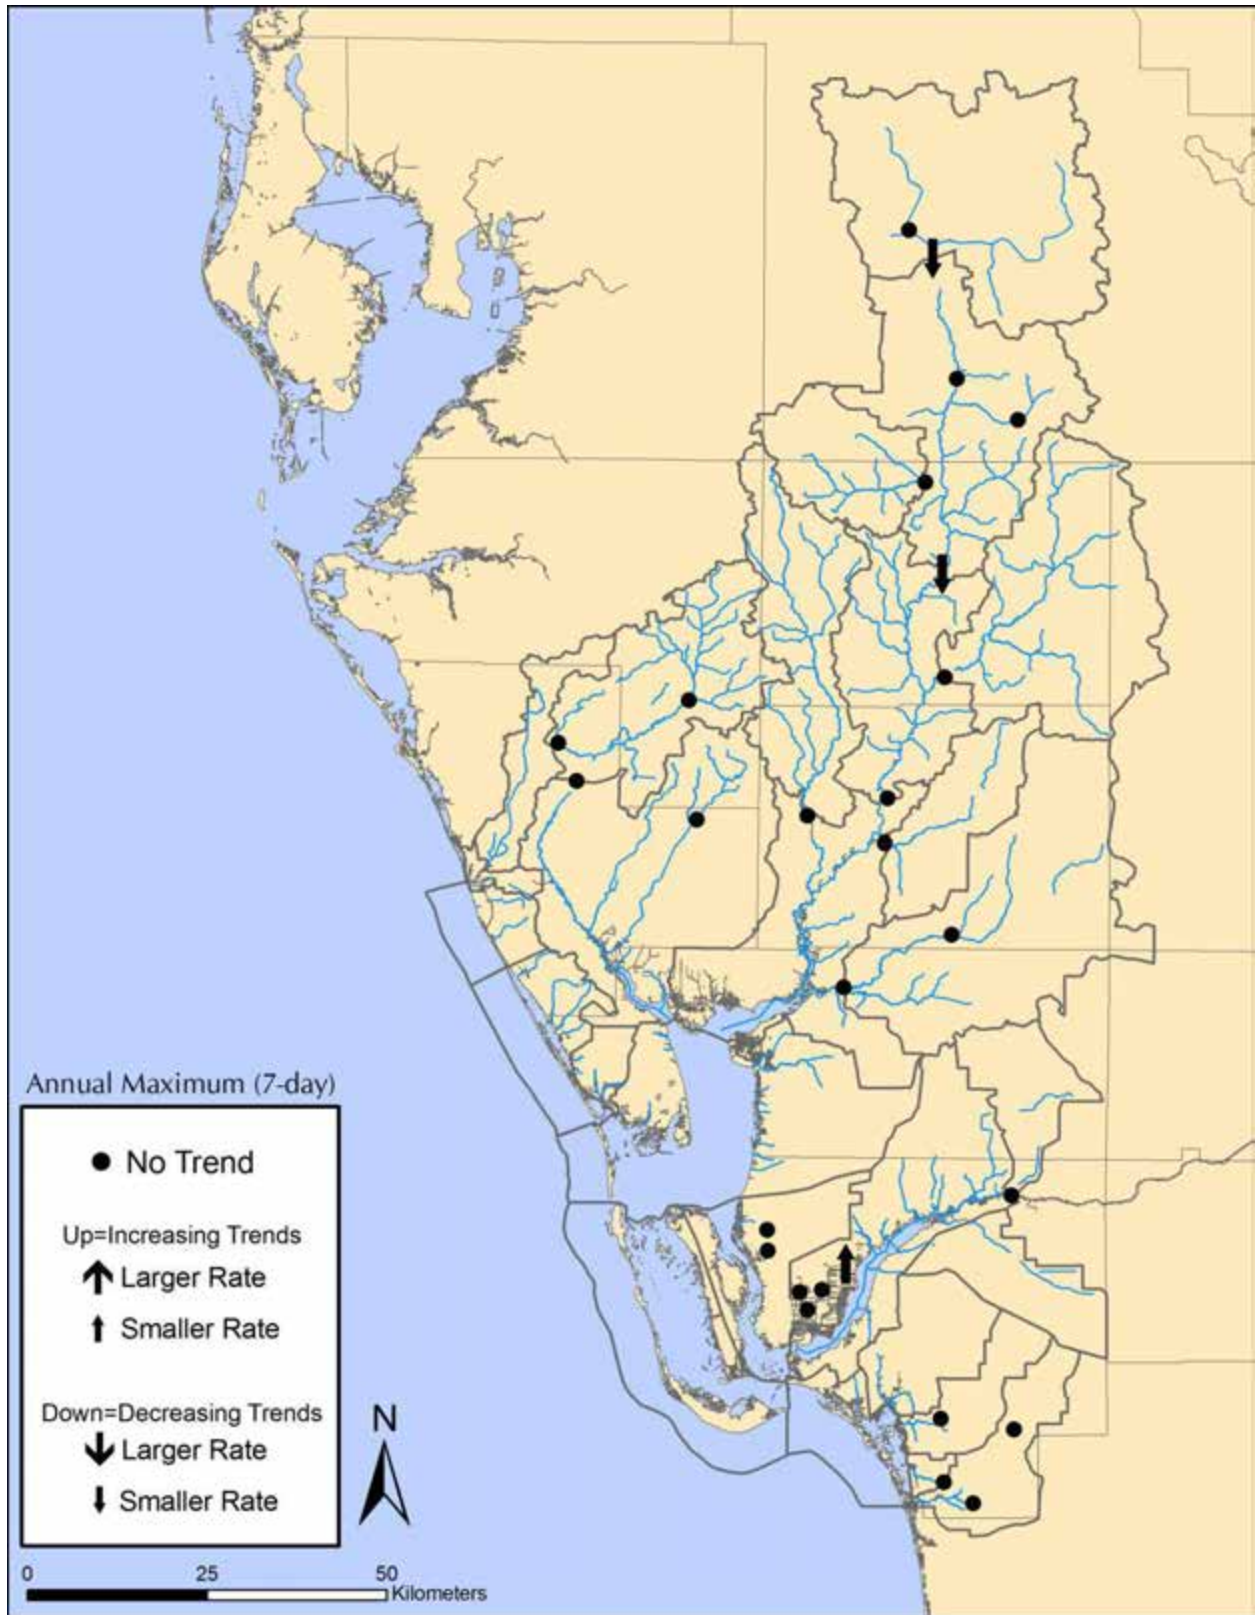 Annual Maximum (7-day)
No Trend
Up=Increasing Trends
Larger Rate
Smaller Rate
Down=Decreasing Trends
Larger Rate
Smaller Rate
N
0 25 50
Kilometers